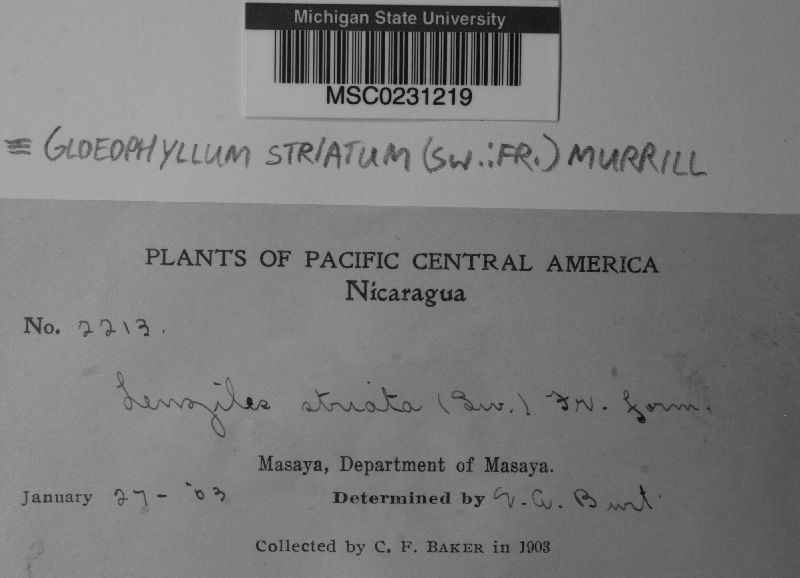 Michigan State University
MSC0231219
= GLOEOPHYLLUM STRIATUM (SW.:FR.) MURRILL
PLANTS OF PACIFIC CENTRAL AMERICA
Nicaragua
No. 2213.
Lenzites striata (Sw.) Fr. form.
Masaya, Department of Masaya.
January 27 - '03 Determined by E. A. Burt
Collected by C. F. BAKER in 1903